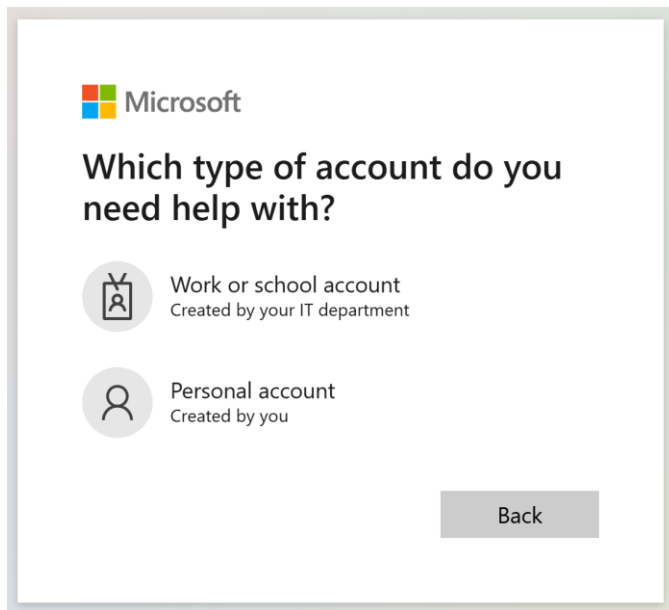 Microsoft
Which type of account do you
need help with?
Work or school account
Created by your IT department
Personal account
Created by you
Back